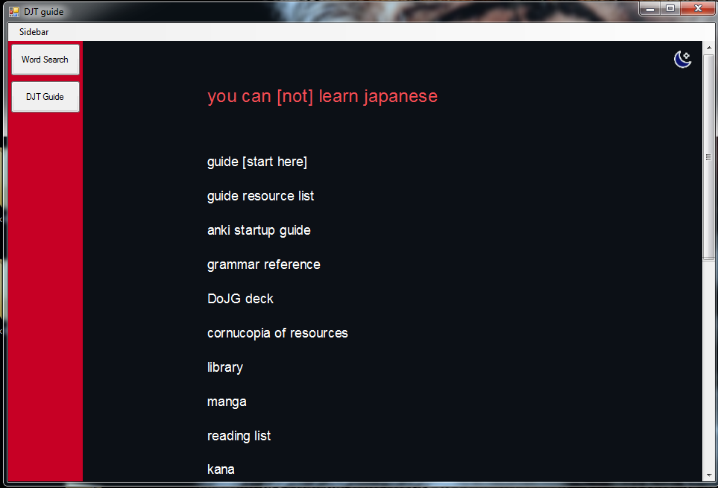 DJT guide
Sidebar
Word Search
DJT Guide
you can [not] learn japanese
guide [start here]
guide resource list
anki startup guide
grammar reference
DoJG deck
cornucopia of resources
library
manga
reading list
kana